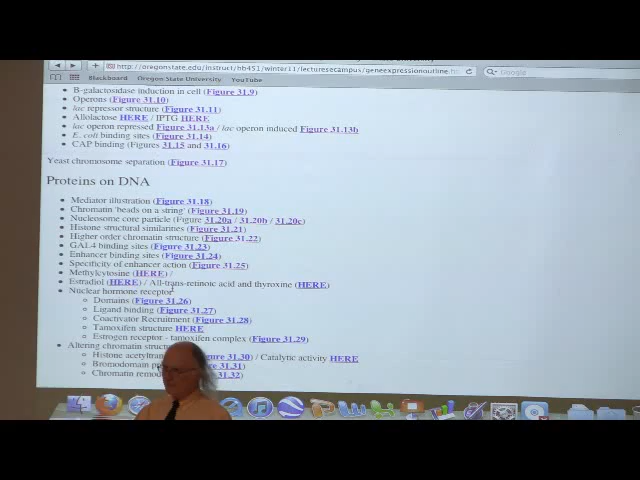 http://oregonstate.edu/instruct/bb451/winter11/lecturesecampus/geneexpressionoutline.h
Google
Blackboard Oregon State University YouTube
B-galactosidase induction in cell (Figure 31.9)
Operons (Figure 31.10)
lac repressor structure (Figure 31.11)
Allolactose HERE / IPTG HERE
lac operon repressed Figure 31.13a / lac operon induced Figure 31.13b
E. coli binding sites (Figure 31.14)
CAP binding (Figures 31.15 and 31.16)
Yeast chromosome separation (Figure 31.17)
Proteins on DNA
Mediator illustration (Figure 31.18)
Chromatin 'beads on a string' (Figure 31.19)
Nucleosome core particle (Figure 31.20a / 31.20b / 31.20c)
Histone structural similarities (Figure 31.21)
Higher order chromatin structure (Figure 31.22)
GAL4 binding sites (Figure 31.23)
Enhancer binding sites (Figure 31.24)
Specificity of enhancer action (Figure 31.25)
Methylcytosine (HERE) /
Estradiol (HERE) / All-trans-retinoic acid and thyroxme (HERE)
Nuclear hormone receptor
Domains (Figure 31.26)
Ligand binding (Figure 31.27)
Coactivator Recruitment (Figure 31.28)
Tamoxifen structure HERE
Estrogen receptor - tamoxifen complex (Figure 31.29)
Altering chromatin struct
Histone acetyltran gure 31.30) / Catalytic activity HERE
Bromodomain p 31.31)
Chromatin remod 31.32)